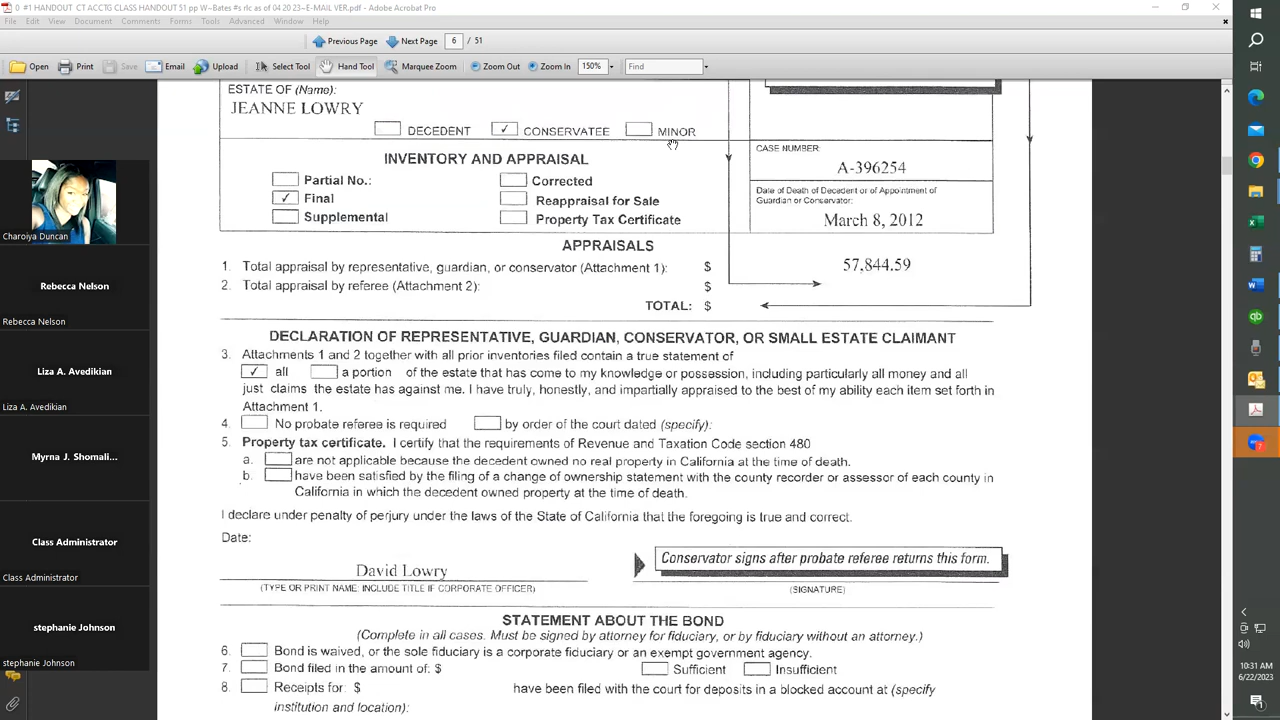 0 #1 HANDOUT CT ACCTG CLASS HANDOUT 51 pp W~Bates #s rlc as of 04 20 23~E-MAIL VER.pdf - Adobe Acrobat Pro
File Edit View Document Comments Forms Tools Advanced Window Help
Previous Page Next Page 6 / 51
Open Print Save Email Upload Select Tool Hand Tool Marquee Zoom Zoom Out Zoom In 150% Find
ESTATE OF (Name):
JEANNE LOWRY
DECEDENT ✓ CONSERVATEE MINOR
INVENTORY AND APPRAISAL
Partial No.: Corrected
✓ Final Reappraisal for Sale
Supplemental Property Tax Certificate
CASE NUMBER:
A-396254
Date of Death of Decedent or of Appointment of
Guardian or Conservator:
March 8, 2012
APPRAISALS
1. Total appraisal by representative, guardian, or conservator (Attachment 1): $ 57,844.59
2. Total appraisal by referee (Attachment 2): $
TOTAL: $
DECLARATION OF REPRESENTATIVE, GUARDIAN, CONSERVATOR, OR SMALL ESTATE CLAIMANT
3. Attachments 1 and 2 together with all prior inventories filed contain a true statement of
✓ all a portion of the estate that has come to my knowledge or possession, including particularly all money and all
just claims the estate has against me. I have truly, honestly, and impartially appraised to the best of my ability each item set forth in
Attachment 1.
4. No probate referee is required by order of the court dated (specify):
5. Property tax certificate. I certify that the requirements of Revenue and Taxation Code section 480
a. are not applicable because the decedent owned no real property in California at the time of death.
b. have been satisfied by the filing of a change of ownership statement with the county recorder or assessor of each county in
California in which the decedent owned property at the time of death.
I declare under penalty of perjury under the laws of the State of California that the foregoing is true and correct.
Date:
David Lowry
Conservator signs after probate referee returns this form.
(TYPE OR PRINT NAME: INCLUDE TITLE IF CORPORATE OFFICER) (SIGNATURE)
STATEMENT ABOUT THE BOND
(Complete in all cases. Must be signed by attorney for fiduciary, or by fiduciary without an attorney.)
6. Bond is waived, or the sole fiduciary is a corporate fiduciary or an exempt government agency.
7. Bond filed in the amount of: $ Sufficient Insufficient
8. Receipts for: $ have been filed with the court for deposits in a blocked account at (specify
institution and location):
Charoiya Duncan
Rebecca Nelson
Rebecca Nelson
Liza A. Avedikian
Liza A. Avedikian
Myrna J. Shomali...
Class Administrator
Class Administrator
stephanie Johnson
stephanie Johnson
10:31 AM
6/22/2023